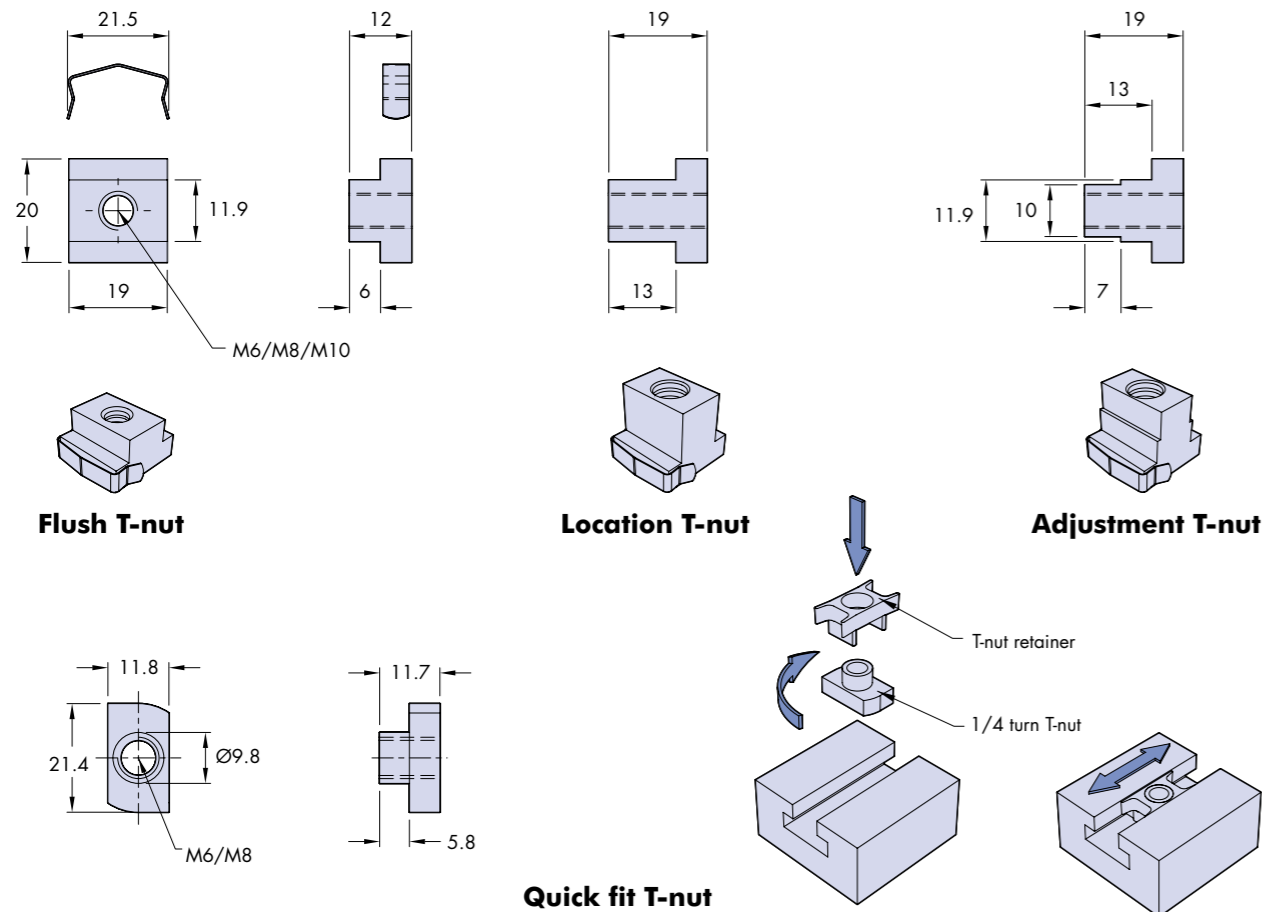 21.5
12
19
19
13
20
11.9
11.9
10
19
6
13
7
M6/M8/M10
Flush T-nut
Location T-nut
Adjustment T-nut
T-nut retainer
1/4 turn T-nut
11.8
11.7
21.4
Ø9.8
M6/M8
5.8
Quick fit T-nut